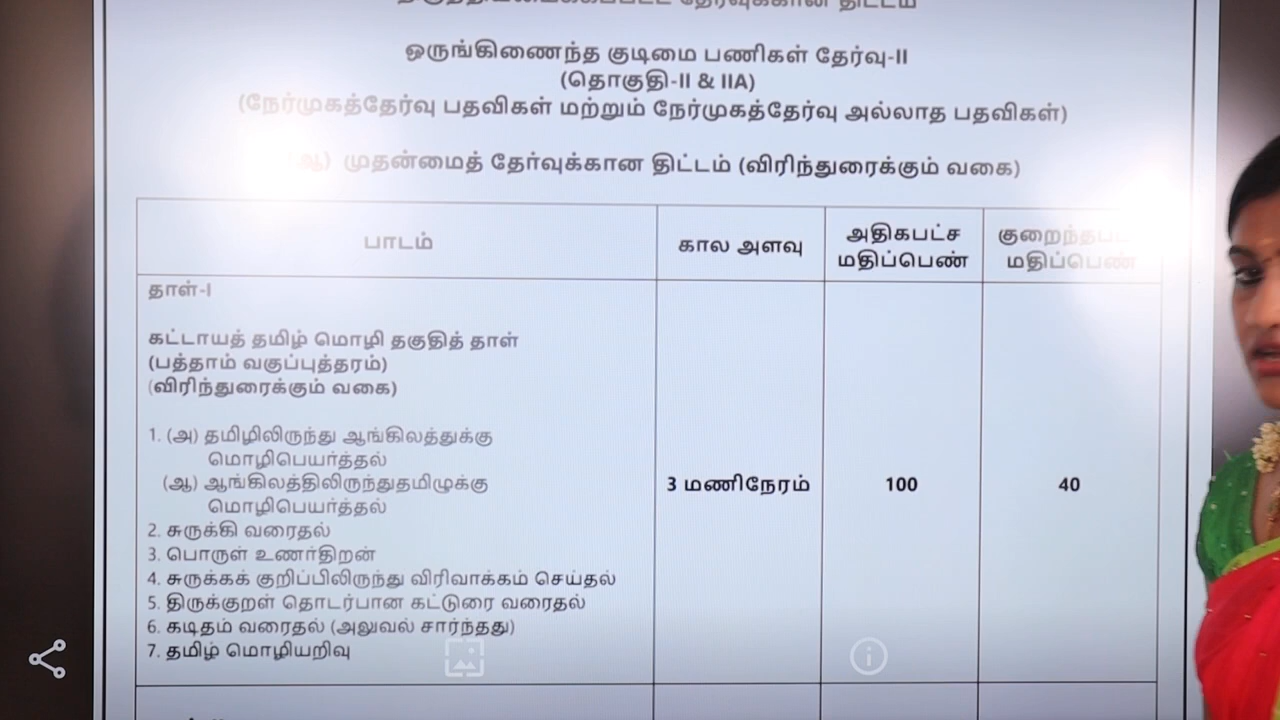 தேர்வுக்கான திட்டம்
ஒருங்கிணைந்த குடிமை பணிகள் தேர்வு-II
(தொகுதி-II & IIA)
(நேர்முகத்தேர்வு பதவிகள் மற்றும் நேர்முகத்தேர்வு அல்லாத பதவிகள்)
ஆ) முதன்மைத் தேர்வுக்கான திட்டம் (விரிந்துரைக்கும் வகை)
பாடம்
கால அளவு
அதிகபட்ச
மதிப்பெண்
மதிப்பெண்
தாள்-I
கட்டாயத் தமிழ் மொழி தகுதித் தாள்
(பத்தாம் வகுப்புத்தரம்)
(விரிந்துரைக்கும் வகை)
1. (அ) தமிழிலிருந்து ஆங்கிலத்துக்கு
மொழிபெயர்த்தல்
(ஆ) ஆங்கிலத்திலிருந்துதமிழுக்கு
மொழிபெயர்த்தல்
2. சுருக்கி வரைதல்
3. பொருள் உணர்திறன்
4. சுருக்கக் குறிப்பிலிருந்து விரிவாக்கம் செய்தல்
5. திருக்குறள் தொடர்பான கட்டுரை வரைதல்
6. கடிதம் வரைதல் (அலுவல் சார்ந்தது)
7. தமிழ் மொழியறிவு
3 மணிநேரம்
100
40